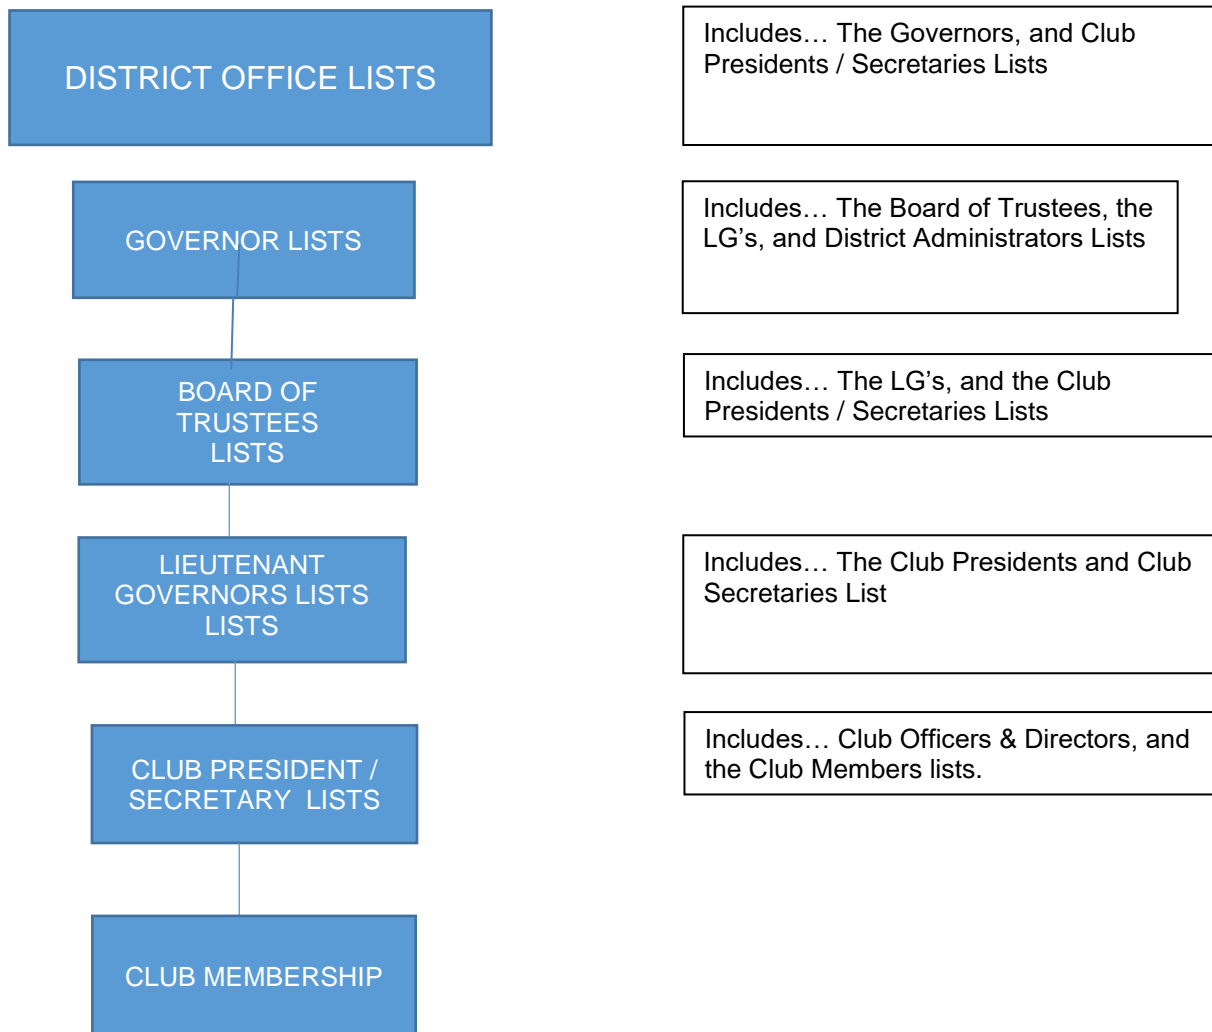 DISTRICT OFFICE LISTS
Includes… The Governors, and Club
Presidents / Secretaries Lists
GOVERNOR LISTS
Includes… The Board of Trustees, the
LG’s, and District Administrators Lists
BOARD OF
TRUSTEES
LISTS
Includes… The LG’s, and the Club
Presidents / Secretaries Lists
LIEUTENANT
GOVERNORS LISTS
LISTS
Includes… The Club Presidents and Club
Secretaries List
CLUB PRESIDENT /
SECRETARY  LISTS
Includes… Club Officers & Directors, and
the Club Members lists.
CLUB MEMBERSHIP